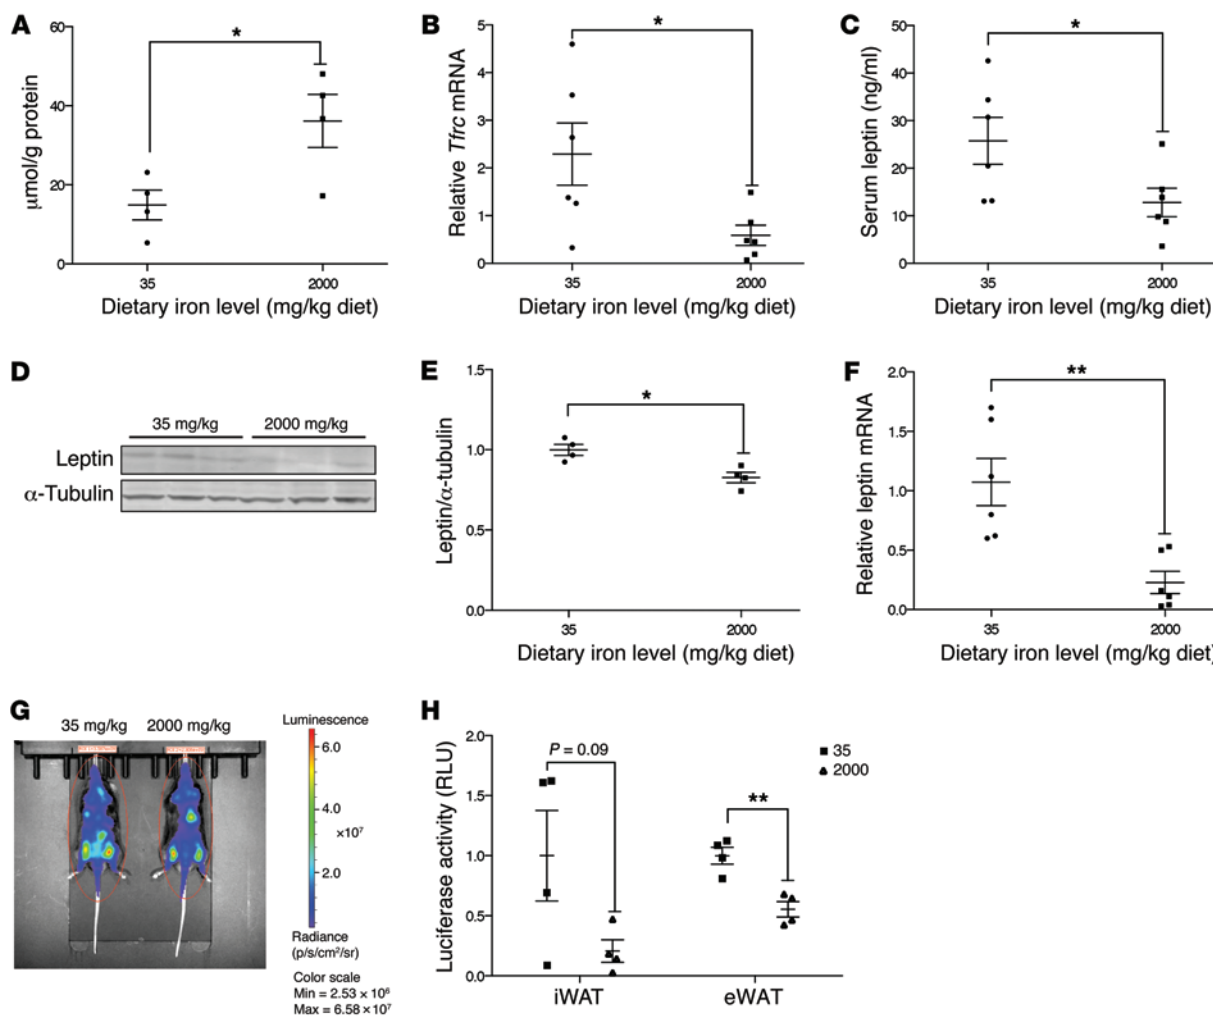 A
60
40
20
0
μmol/g protein
*
35
2000
Dietary iron level (mg/kg diet)
B
5
4
3
2
1
0
Relative Tfrc mRNA
*
35
2000
Dietary iron level (mg/kg diet)
C
50
40
30
20
10
0
Serum leptin (ng/ml)
*
35
2000
Dietary iron level (mg/kg diet)
D
35 mg/kg
2000 mg/kg
Leptin
α-Tubulin
E
1.5
1.0
0.5
0.0
Leptin/α-tubulin
*
35
2000
Dietary iron level (mg/kg diet)
F
2.0
1.5
1.0
0.5
0.0
Relative leptin mRNA
**
35
2000
Dietary iron level (mg/kg diet)
G
35 mg/kg
2000 mg/kg
Luminescence
6.0
4.0
×10⁷
2.0
Radiance
(p/s/cm²/sr)
Color scale
Min = 2.53 × 10⁶
Max = 6.58 × 10⁷
H
2.0
1.5
1.0
0.5
0.0
Luciferase activity (RLU)
P = 0.09
**
35
2000
iWAT
eWAT